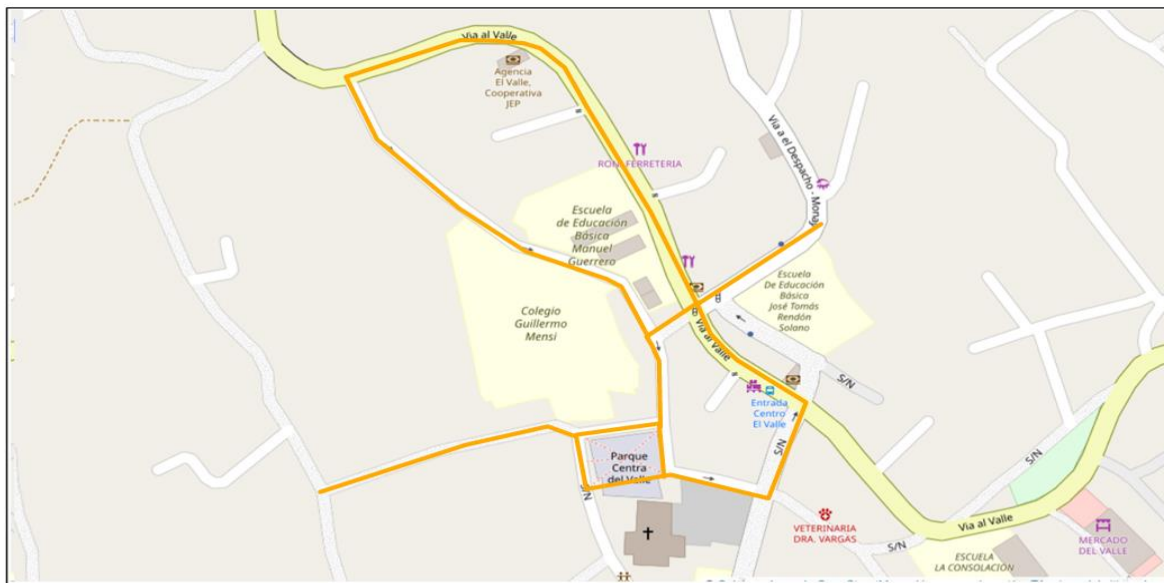 Via al Valle
Agencia
El Valle,
Cooperativa
JEP
Via a el Despacho - Monay
FERRETERIA
Escuela
de Educación
Básica
Manuel
Guerrero
Escuela
De Educación
Básica
José Tomás
Rendón
Solano
Colegio
Guillermo
Mensi
Via al Valle
S/N
Entrada
Centro
El Valle
Parque
Centra
del Valle
S/N
S/N
S/N
VETERINARIA
DRA. VARGAS
Via al Valle
MERCADO
DEL VALLE
S/N
ESCUELA
LA CONSOLACIÓN